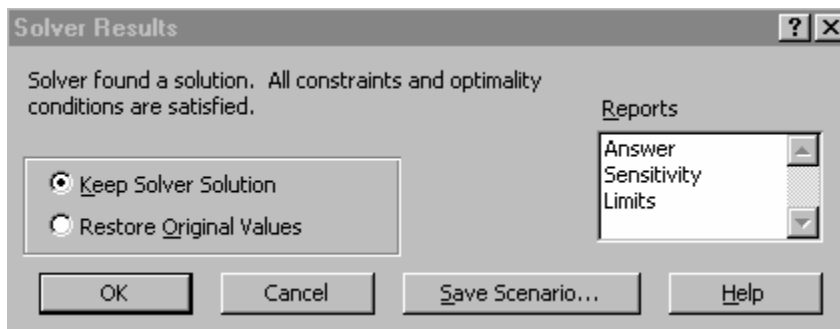 Solver Results
Solver found a solution. All constraints and optimality
conditions are satisfied.
Reports
Answer
Sensitivity
Limits
Keep Solver Solution
Restore Original Values
OK
Cancel
Save Scenario...
Help